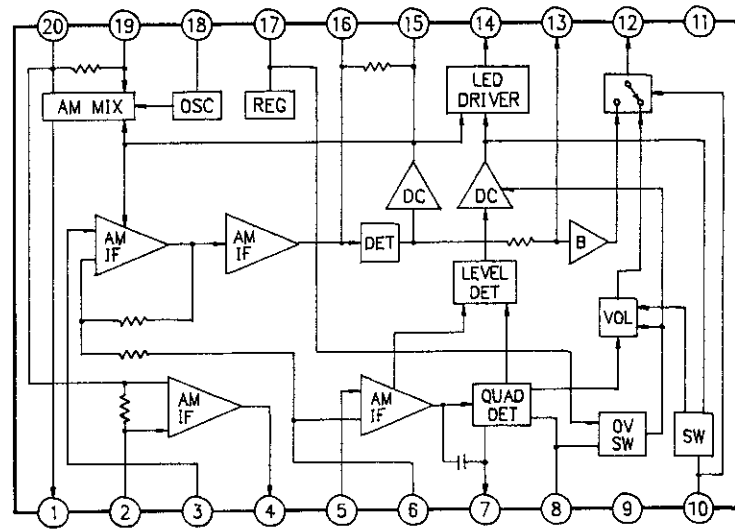 20 19 18 17 16 15 14 13 12 11
AM MIX
OSC
REG
LED
DRIVER
DC
DC
AM
IF
AM
IF
DET
B
LEVEL
DET
VOL
AM
IF
AM
IF
QUAD
DET
OV
SW
SW
1 2 3 4 5 6 7 8 9 10